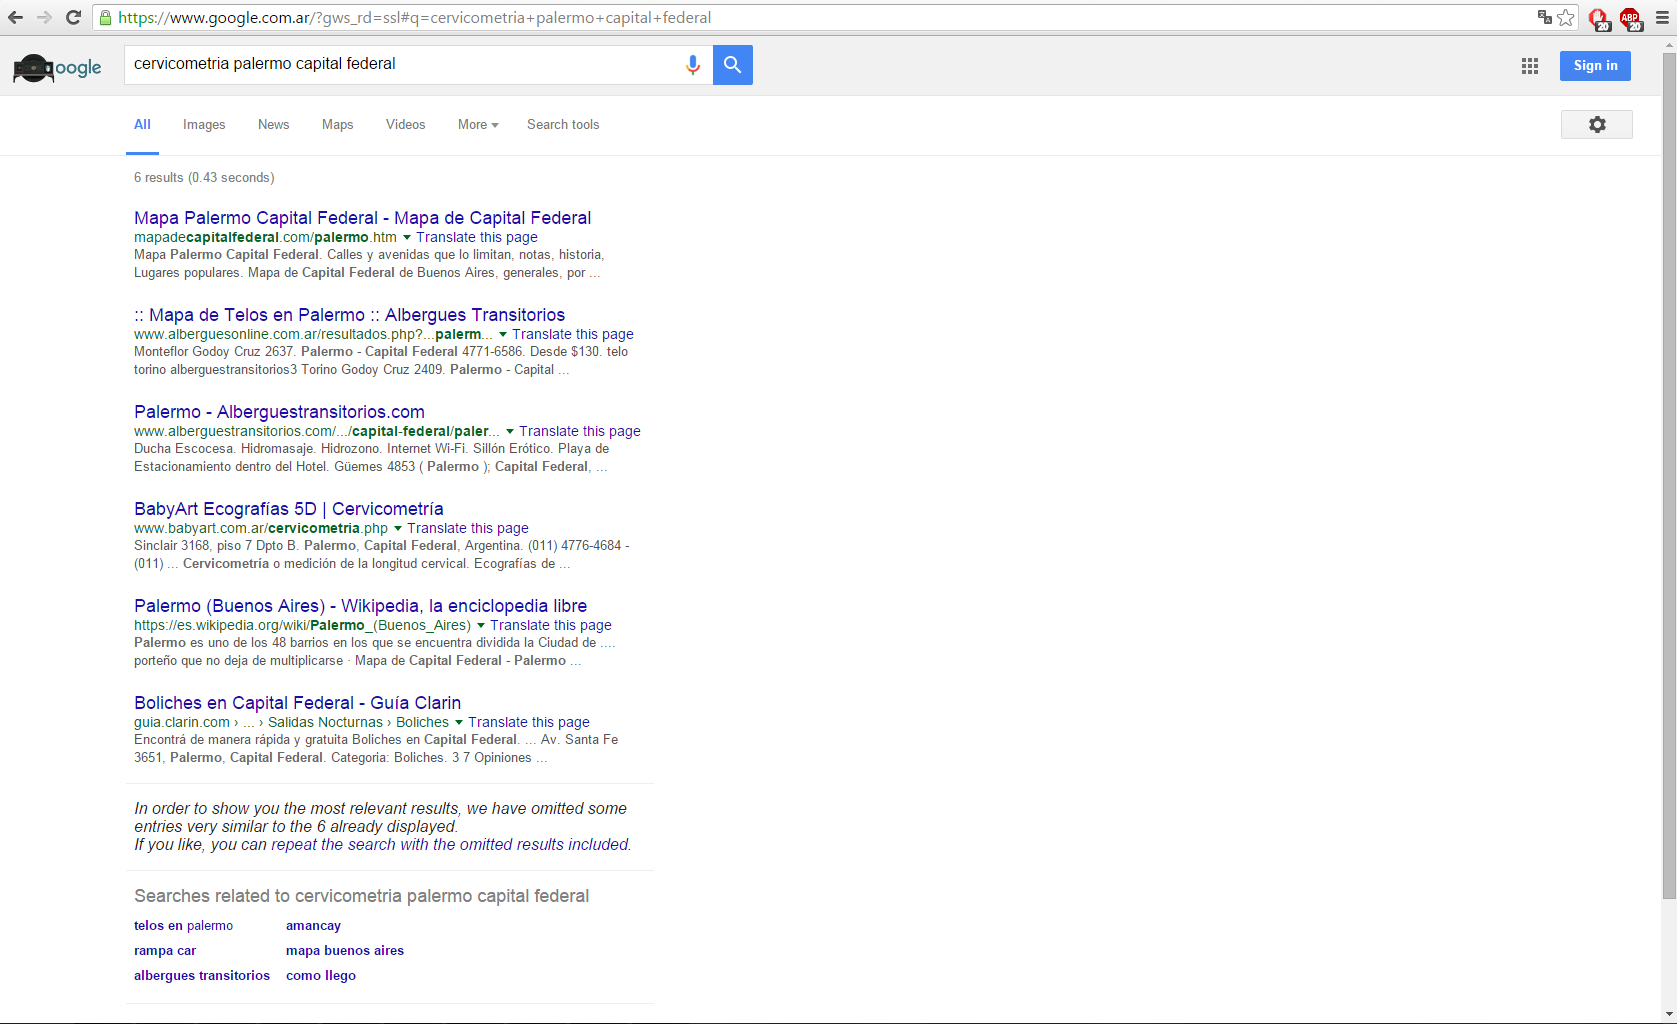 https://www.google.com.ar/?gws_rd=ssl#q=cervicometria+palermo+capital+federal
20
ABP
20
oogle
cervicometria palermo capital federal
Sign in
All Images News Maps Videos More Search tools
6 results (0.43 seconds)
Mapa Palermo Capital Federal - Mapa de Capital Federal
mapadecapitalfederal.com/palermo.htm Translate this page
Mapa Palermo Capital Federal. Calles y avenidas que lo limitan, notas, historia,
Lugares populares. Mapa de Capital Federal de Buenos Aires, generales, por ...
:: Mapa de Telos en Palermo :: Albergues Transitorios
www.alberguesonline.com.ar/resultados.php?...palerm... Translate this page
Monteflor Godoy Cruz 2637. Palermo - Capital Federal 4771-6586. Desde $130. telo
torino alberguestransitorios3 Torino Godoy Cruz 2409. Palermo - Capital ...
Palermo - Alberguestransitorios.com
www.alberguestransitorios.com/.../capital-federal/paler... Translate this page
Ducha Escocesa. Hidromasaje. Hidrozono. Internet Wi-Fi. Sillón Erótico. Playa de
Estacionamiento dentro del Hotel. Güemes 4853 ( Palermo ); Capital Federal, ...
BabyArt Ecografías 5D | Cervicometría
www.babyart.com.ar/cervicometria.php Translate this page
Sinclair 3168, piso 7 Dpto B. Palermo, Capital Federal, Argentina. (011) 4776-4684 -
(011) ... Cervicometría o medición de la longitud cervical. Ecografías de ...
Palermo (Buenos Aires) - Wikipedia, la enciclopedia libre
https://es.wikipedia.org/wiki/Palermo_(Buenos_Aires) Translate this page
Palermo es uno de los 48 barrios en los que se encuentra dividida la Ciudad de ....
porteño que no deja de multiplicarse · Mapa de Capital Federal - Palermo ...
Boliches en Capital Federal - Guía Clarin
guia.clarin.com › ... › Salidas Nocturnas › Boliches Translate this page
Encontrá de manera rápida y gratuita Boliches en Capital Federal. ... Av. Santa Fe
3651, Palermo, Capital Federal. Categoria: Boliches. 3 7 Opiniones ...
In order to show you the most relevant results, we have omitted some
entries very similar to the 6 already displayed.
If you like, you can repeat the search with the omitted results included.
Searches related to cervicometria palermo capital federal
telos en palermo amancay
rampa car mapa buenos aires
albergues transitorios como llego